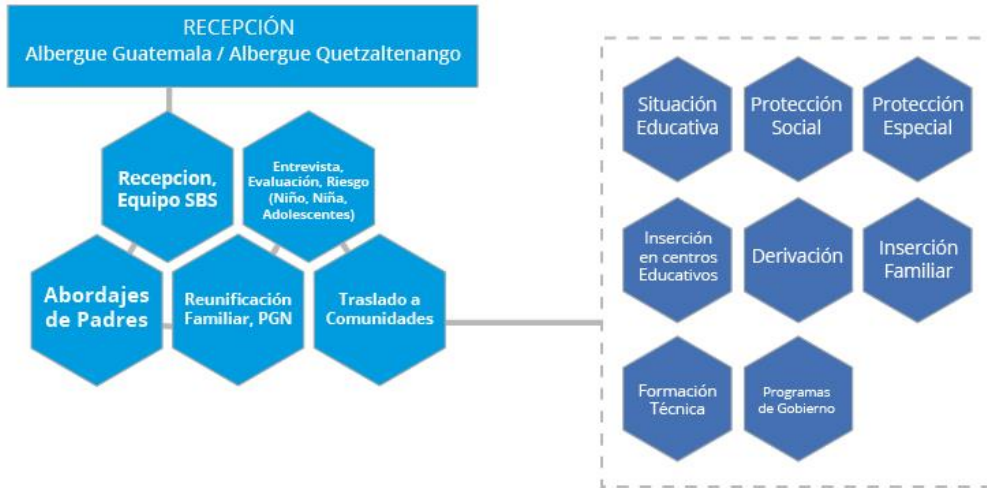 RECEPCIÓN
Albergue Guatemala / Albergue Quetzaltenango
Recepcion,
Equipo SBS
Entrevista,
Evaluación, Riesgo
(Niño, Niña,
Adolescentes)
Abordajes
de Padres
Reunificación
Familiar, PGN
Traslado a
Comunidades
Situación
Educativa
Protección
Social
Protección
Especial
Inserción
en centros
Educativos
Derivación
Inserción
Familiar
Formación
Técnica
Programas
de Gobierno